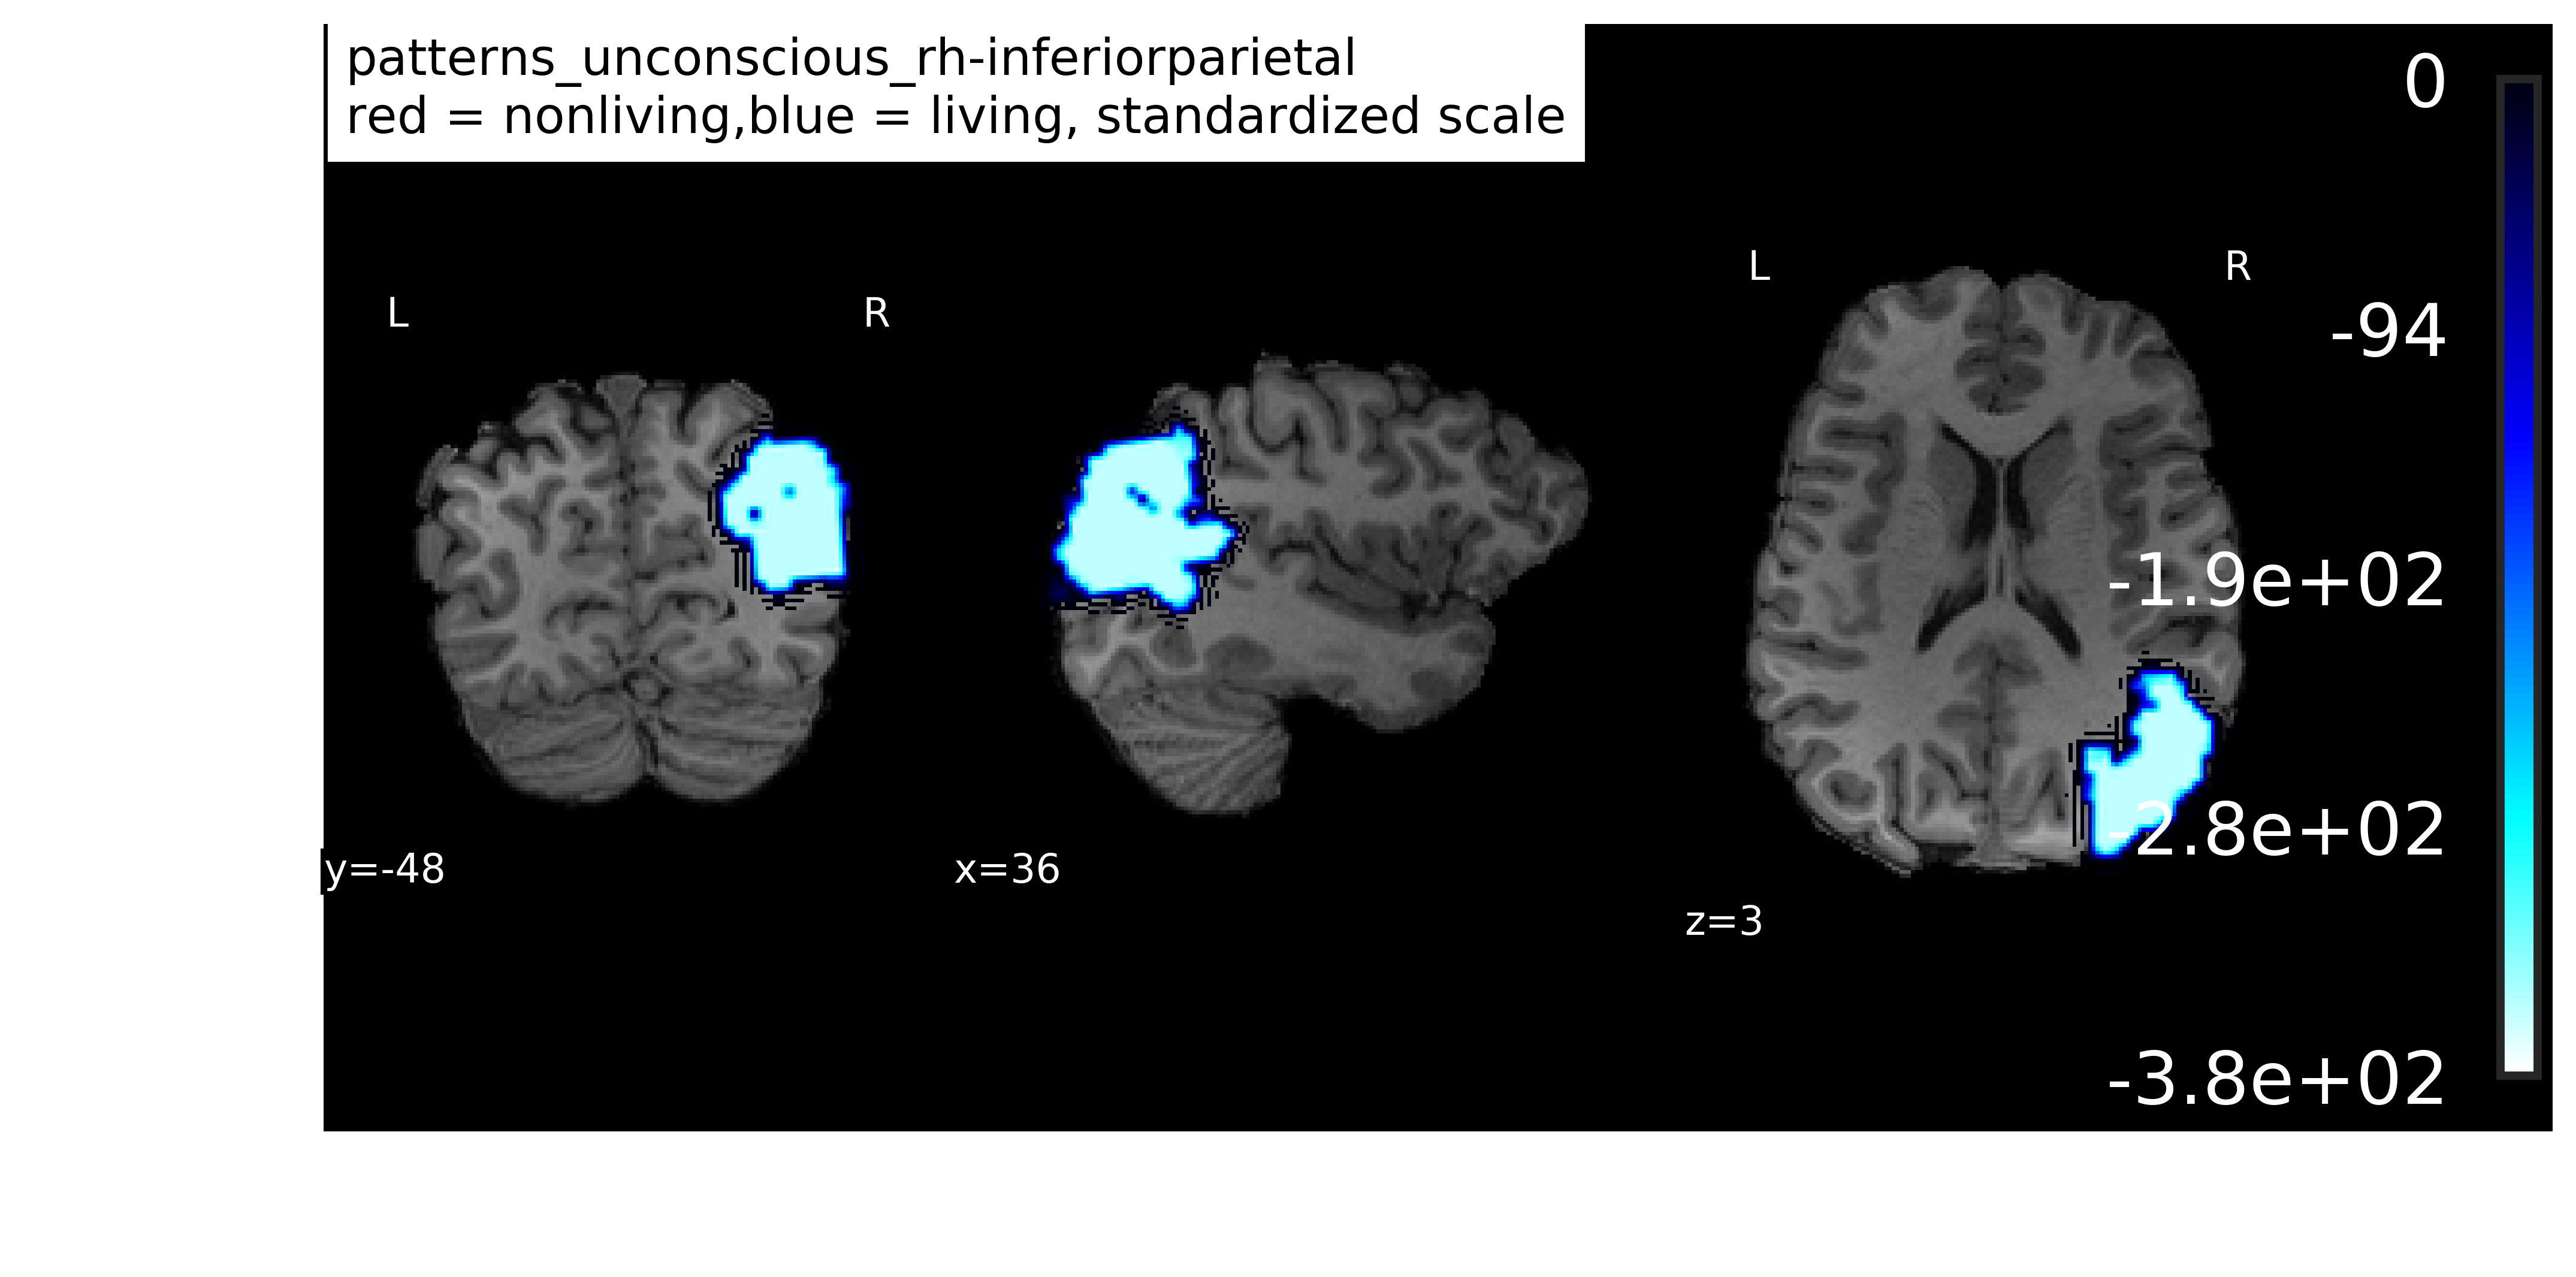 patterns_unconscious_rh-inferiorparietal
red = nonliving,blue = living, standardized scale
0
L
R
L
R
-94
-1.9e+02
-2.8e+02
y=-48
x=36
z=3
-3.8e+02